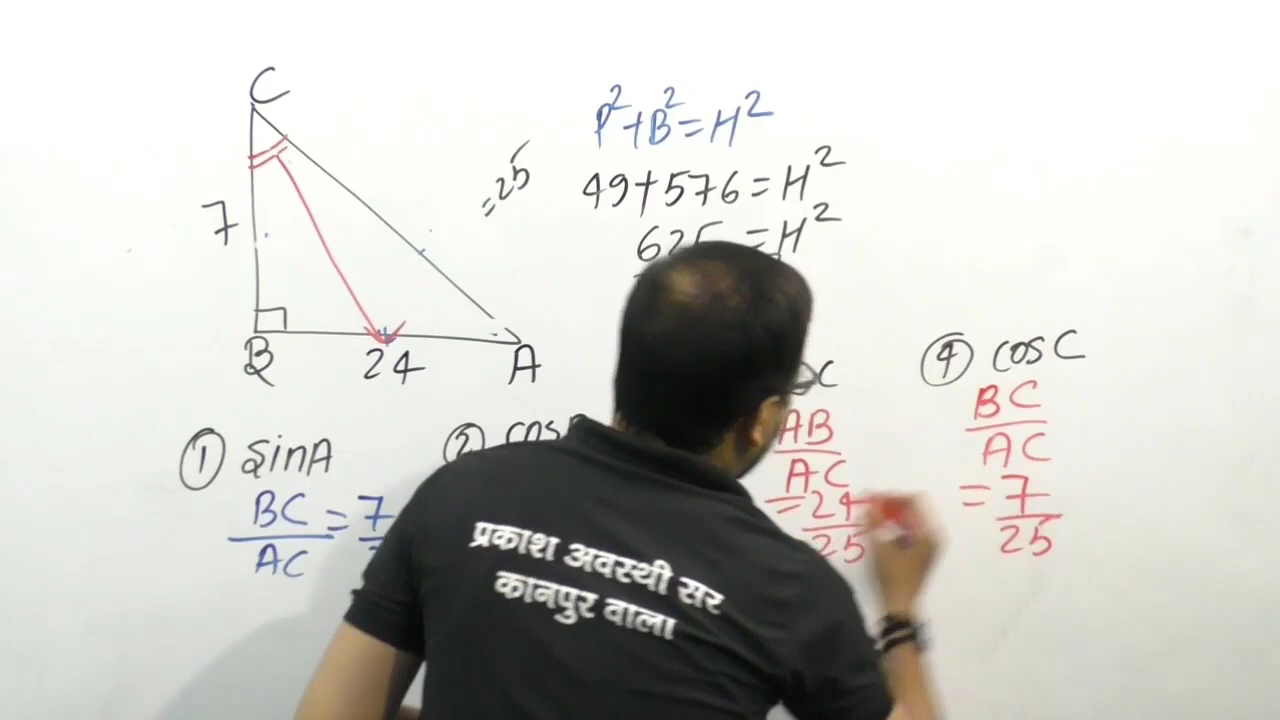 C
7
B
24
A
=25
P²+B²=H²
49+576=H²
625=H²
① sinA
BC/AC=7
② cos
C
AB/AC
=24/25
④ cosC
BC/AC
=7/25
प्रकाश अवस्थी सर
कानपुर वाला